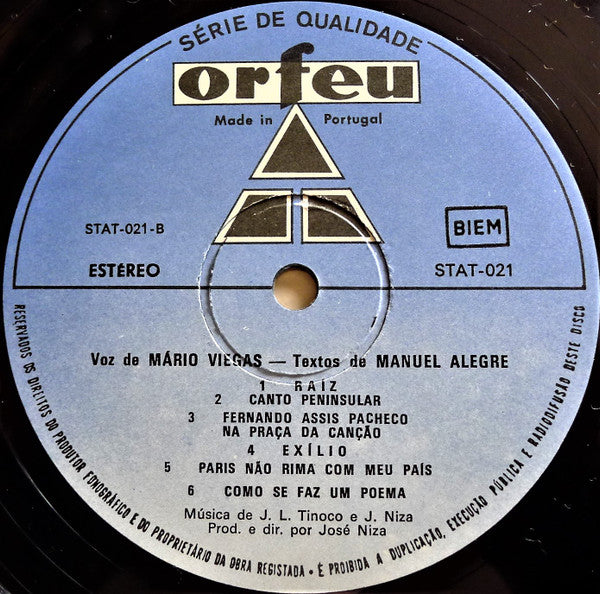 SÉRIE DE QUALIDADE
orfeu
Made in Portugal
STAT-021-B
BIEM
ESTÉREO
STAT-021
Voz de MÁRIO VIEGAS — Textos de MANUEL ALEGRE
1 RAIZ
2 CANTO PENINSULAR
3 FERNANDO ASSIS PACHECO
NA PRAÇA DA CANÇÃO
4 EXÍLIO
5 PARIS NÃO RIMA COM MEU PAÍS
6 COMO SE FAZ UM POEMA
Música de J. L. Tinoco e J. Niza
Prod. e dir. por José Niza
RESERVADOS OS DIREITOS DO PRODUTOR FONOGRÁFICO E DO PROPRIETÁRIO DA OBRA REGISTADA • É PROIBIDA A DUPLICAÇÃO, EXECUÇÃO PÚBLICA E RADIODIFUSÃO DESTE DISCO